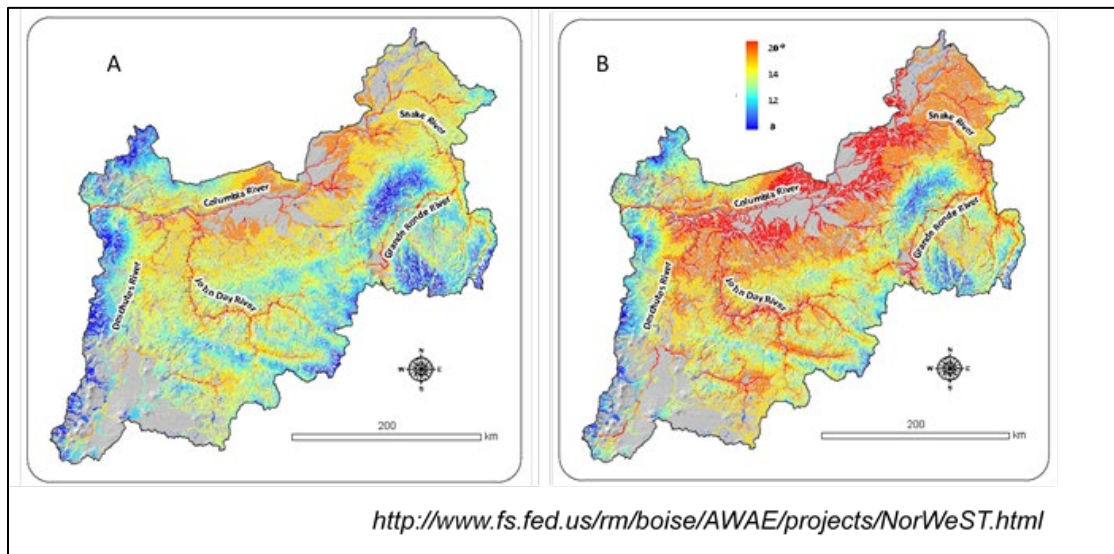 A
Snake River
Columbia River
Grande Ronde River
Deschutes River
John Day River
N
W E
S
200
km
B
20°
14
12
8
Snake River
Columbia River
Grande Ronde River
Deschutes River
John Day River
N
W E
S
200
km
http://www.fs.fed.us/rm/boise/AWAE/projects/NorWeST.html